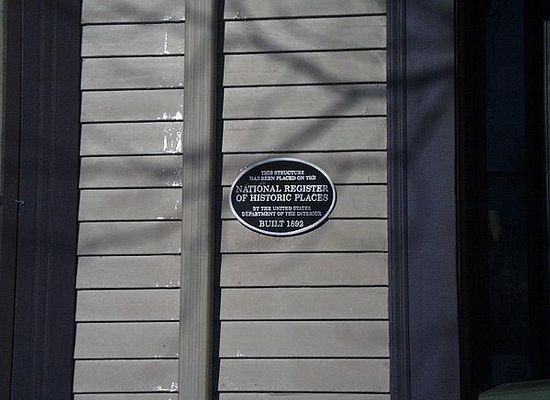 THIS STRUCTURE
HAS BEEN PLACED ON THE
NATIONAL REGISTER
OF HISTORIC PLACES
BY THE UNITED STATES
DEPARTMENT OF THE INTERIOR
BUILT 1892